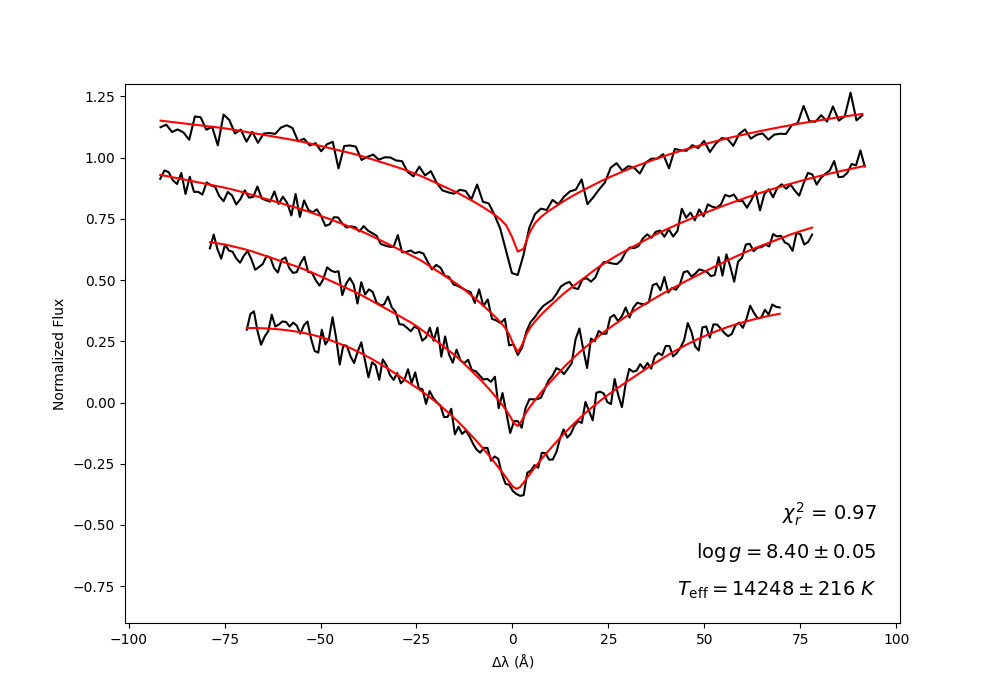 1.25
1.00
0.75
0.50
0.25
0.00
−0.25
−0.50
−0.75
Normalized Flux
χ²ᵣ = 0.97
log g = 8.40 ± 0.05
T_eff = 14248 ± 216 K
−100 −75 −50 −25 0 25 50 75 100
Δλ (Å)